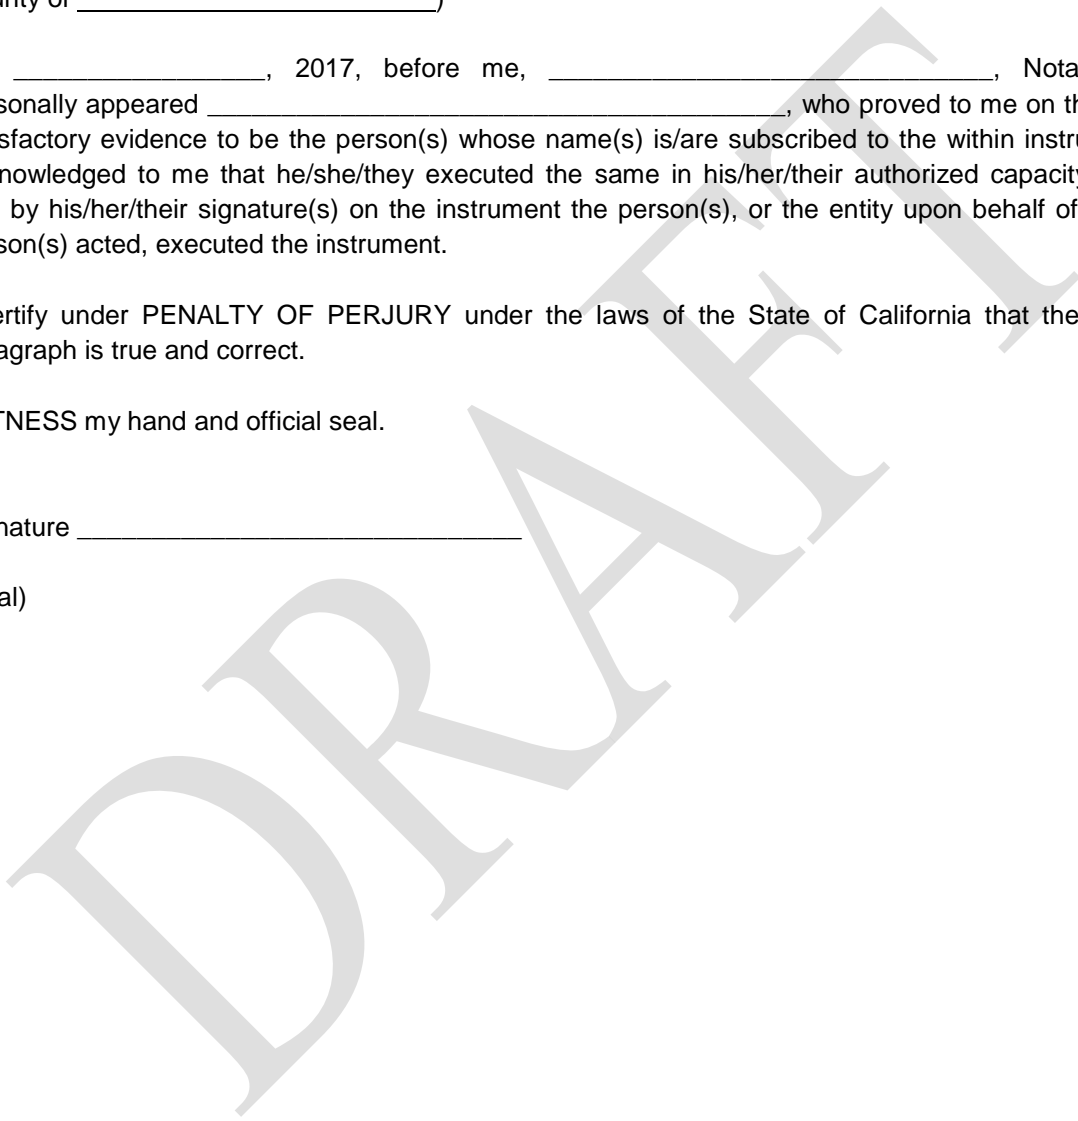 unty of ________________________)
_________________, 2017, before me, ______________________________, Nota
sonally appeared _______________________________________, who proved to me on th
sfactory evidence to be the person(s) whose name(s) is/are subscribed to the within instru
nowledged to me that he/she/they executed the same in his/her/their authorized capacity
by his/her/their signature(s) on the instrument the person(s), or the entity upon behalf of
son(s) acted, executed the instrument.
ertify under PENALTY OF PERJURY under the laws of the State of California that the
agraph is true and correct.
TNESS my hand and official seal.
nature ______________________________
al)
DRAFT